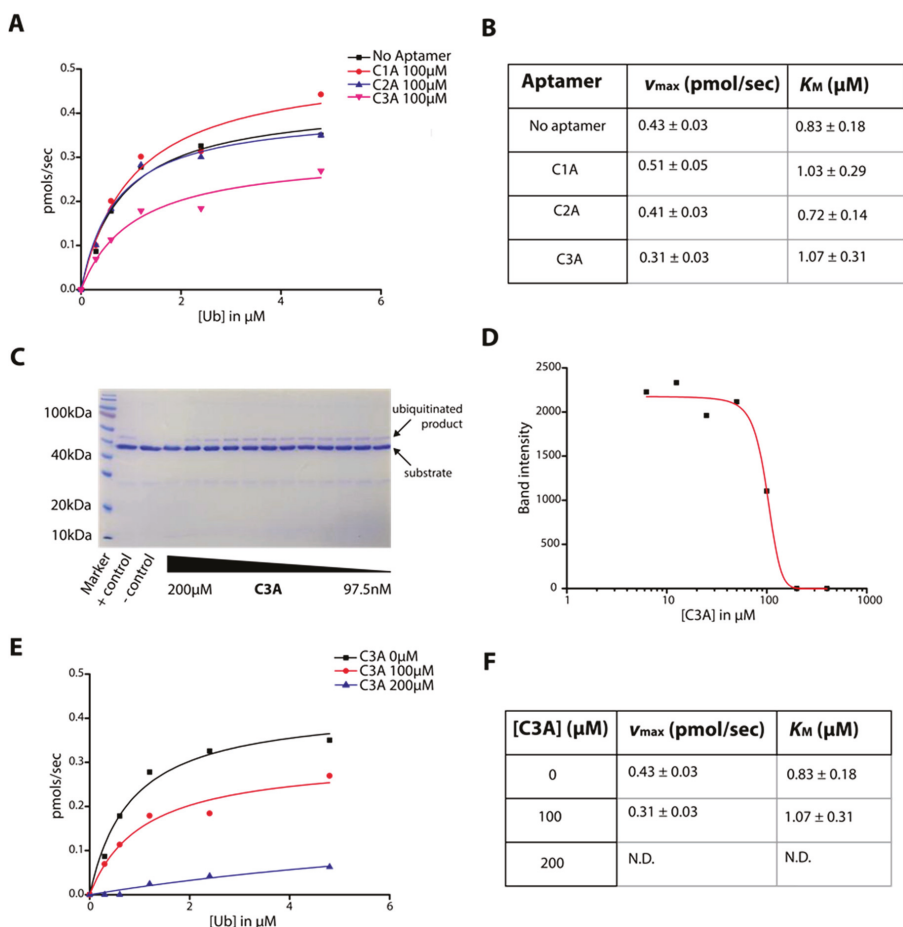 A
No Aptamer
C1A 100µM
C2A 100µM
C3A 100µM
0.5
0.4
0.3
0.2
0.1
0.0
pmols/sec
0 2 4 6
[Ub] in µM
B
Aptamer vmax (pmol/sec) KM (µM)
No aptamer 0.43 ± 0.03 0.83 ± 0.18
C1A 0.51 ± 0.05 1.03 ± 0.29
C2A 0.41 ± 0.03 0.72 ± 0.14
C3A 0.31 ± 0.03 1.07 ± 0.31
C
100kDa
40kDa
20kDa
10kDa
ubiquitinated
product
substrate
Marker
+ control
- control
200µM C3A 97.5nM
D
2500
2000
1500
1000
500
0
Band intensity
1 10 100 1000
[C3A] in µM
E
C3A 0µM
C3A 100µM
C3A 200µM
0.5
0.4
0.3
0.2
0.1
0.0
pmols/sec
0 2 4 6
[Ub] in µM
F
[C3A] (µM) vmax (pmol/sec) KM (µM)
0 0.43 ± 0.03 0.83 ± 0.18
100 0.31 ± 0.03 1.07 ± 0.31
200 N.D. N.D.